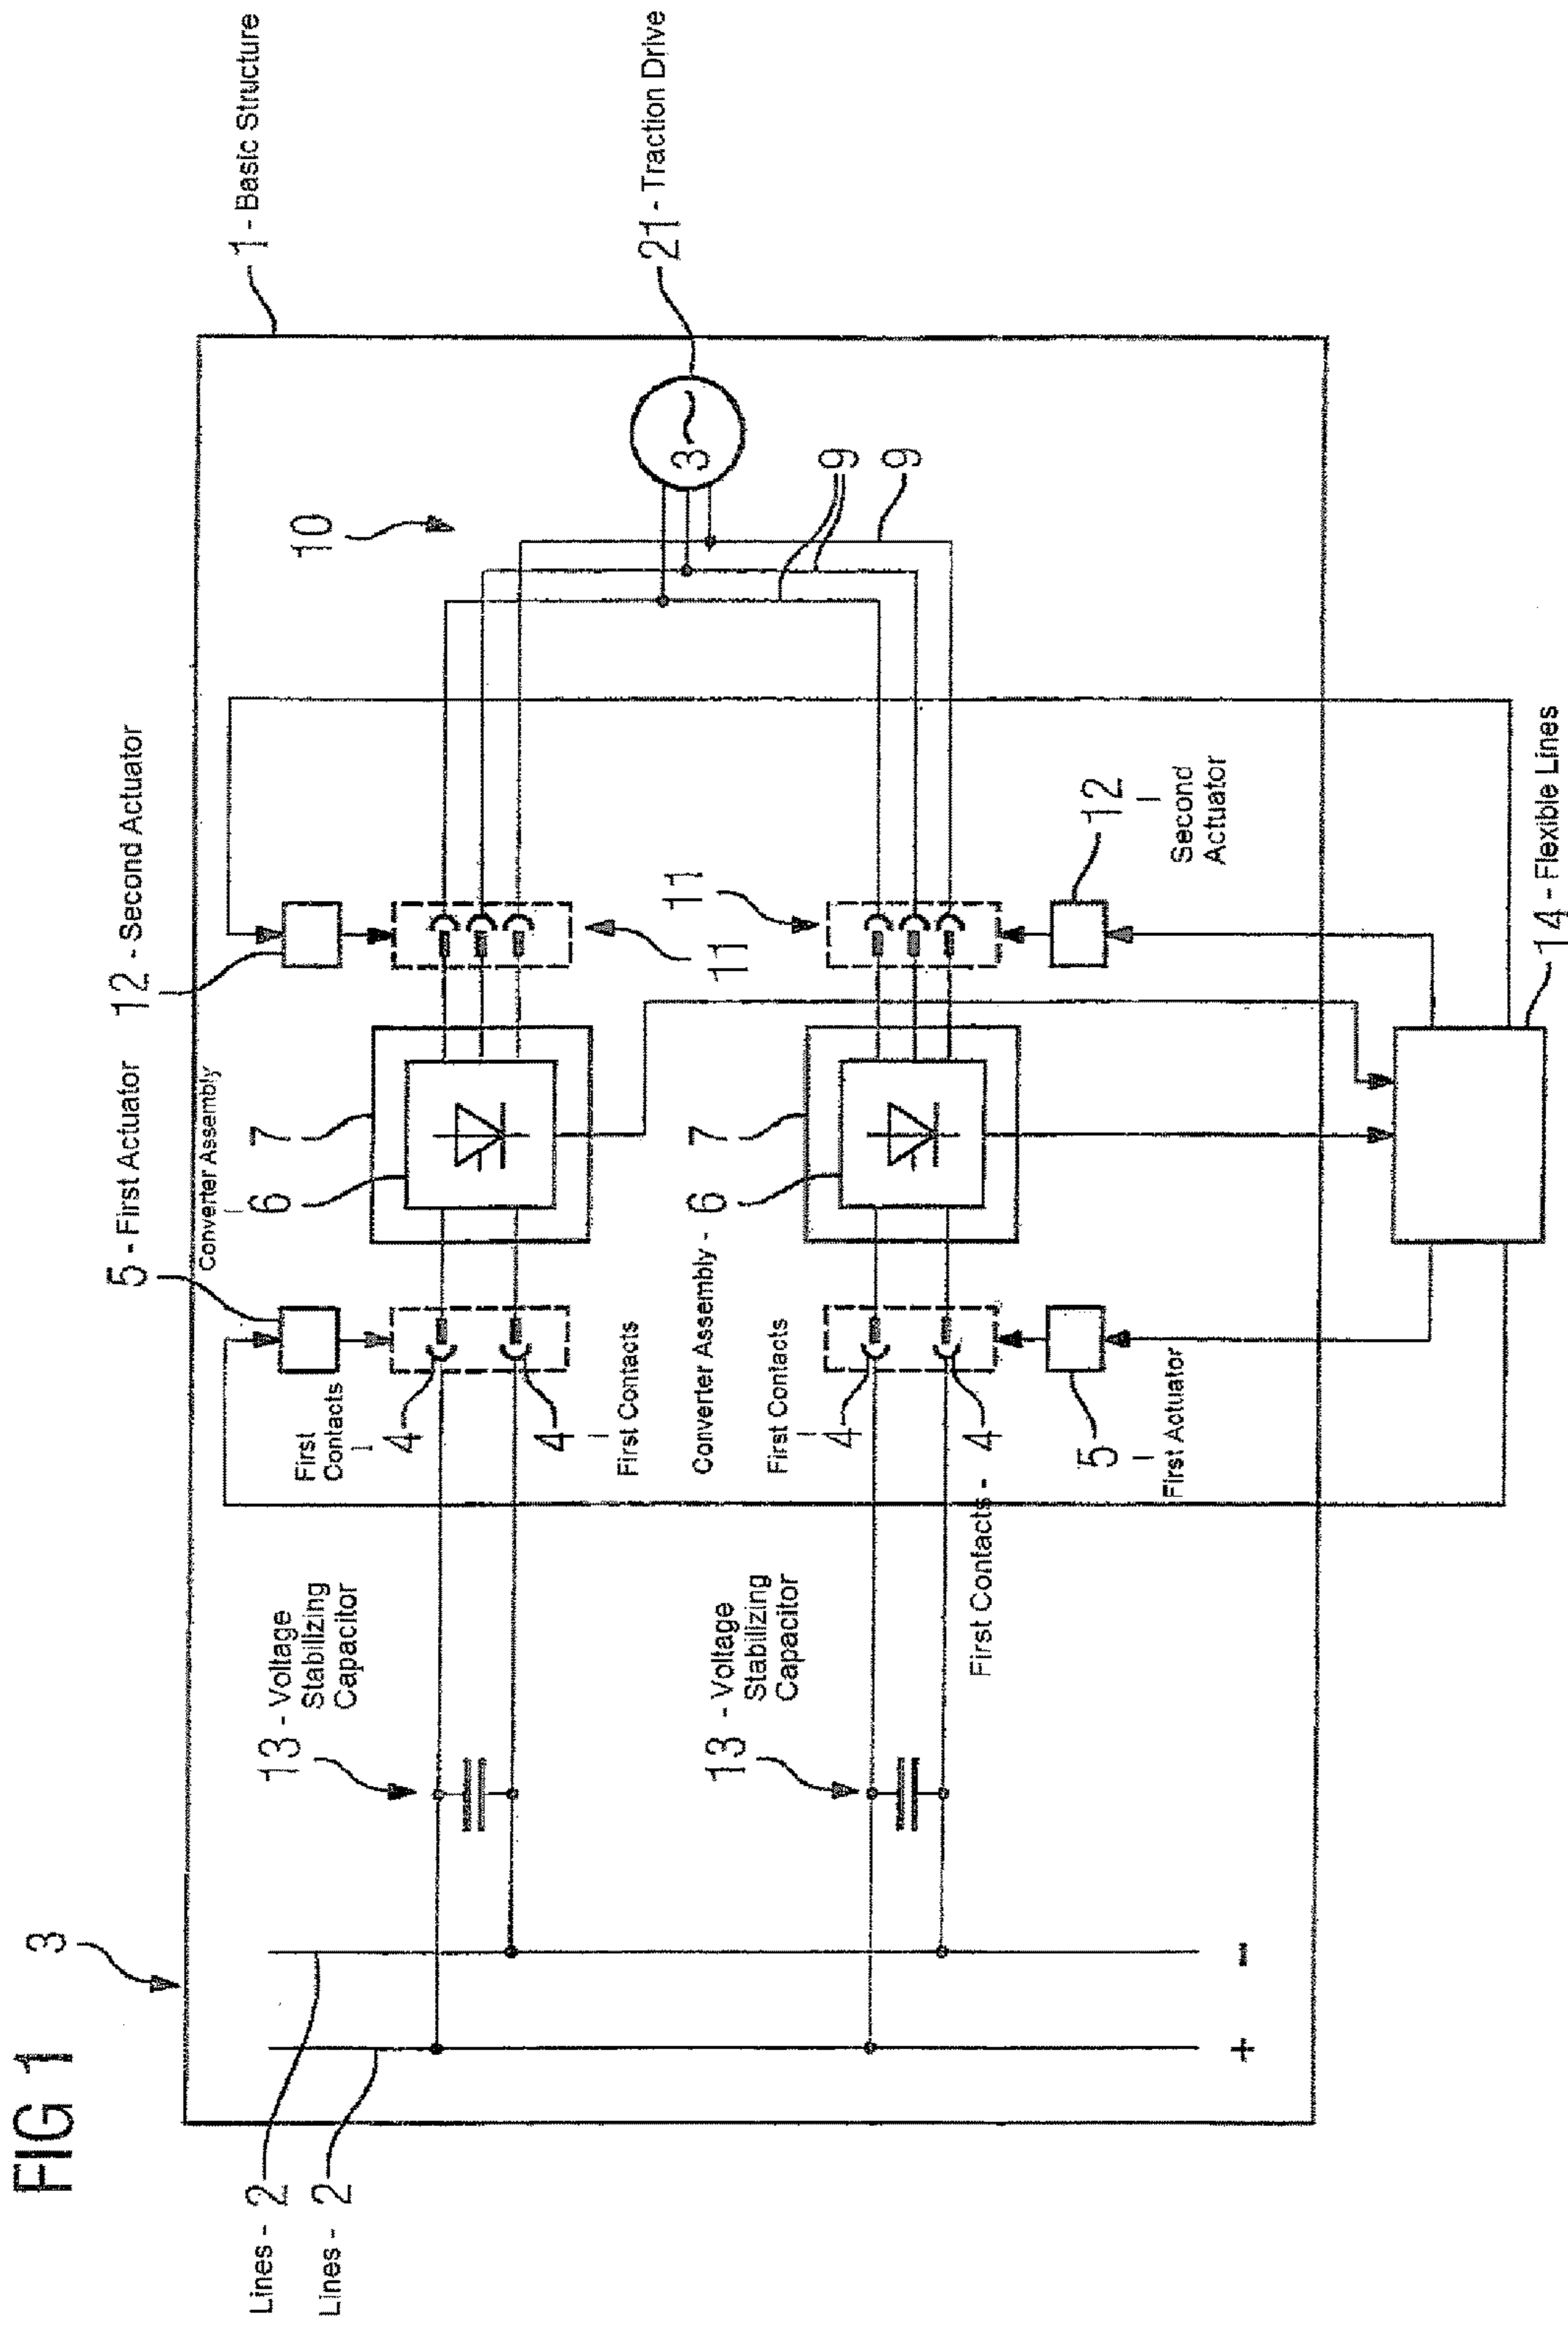 FIG 1
3
Lines - 2
Lines - 2
1 - Basic Structure
5 - First Actuator
12 - Second Actuator
Converter Assembly
6
7
First
Contacts
4
4
First Contacts
13 - Voltage
Stabilizing
Capacitor
10
21 - Traction Drive
3 ~
11
11
9
9
Converter Assembly - 6
7
First Contacts
4
First Contacts - 4
13 - Voltage
Stabilizing
Capacitor
5
First Actuator
12
Second
Actuator
+
-
14 - Flexible Lines